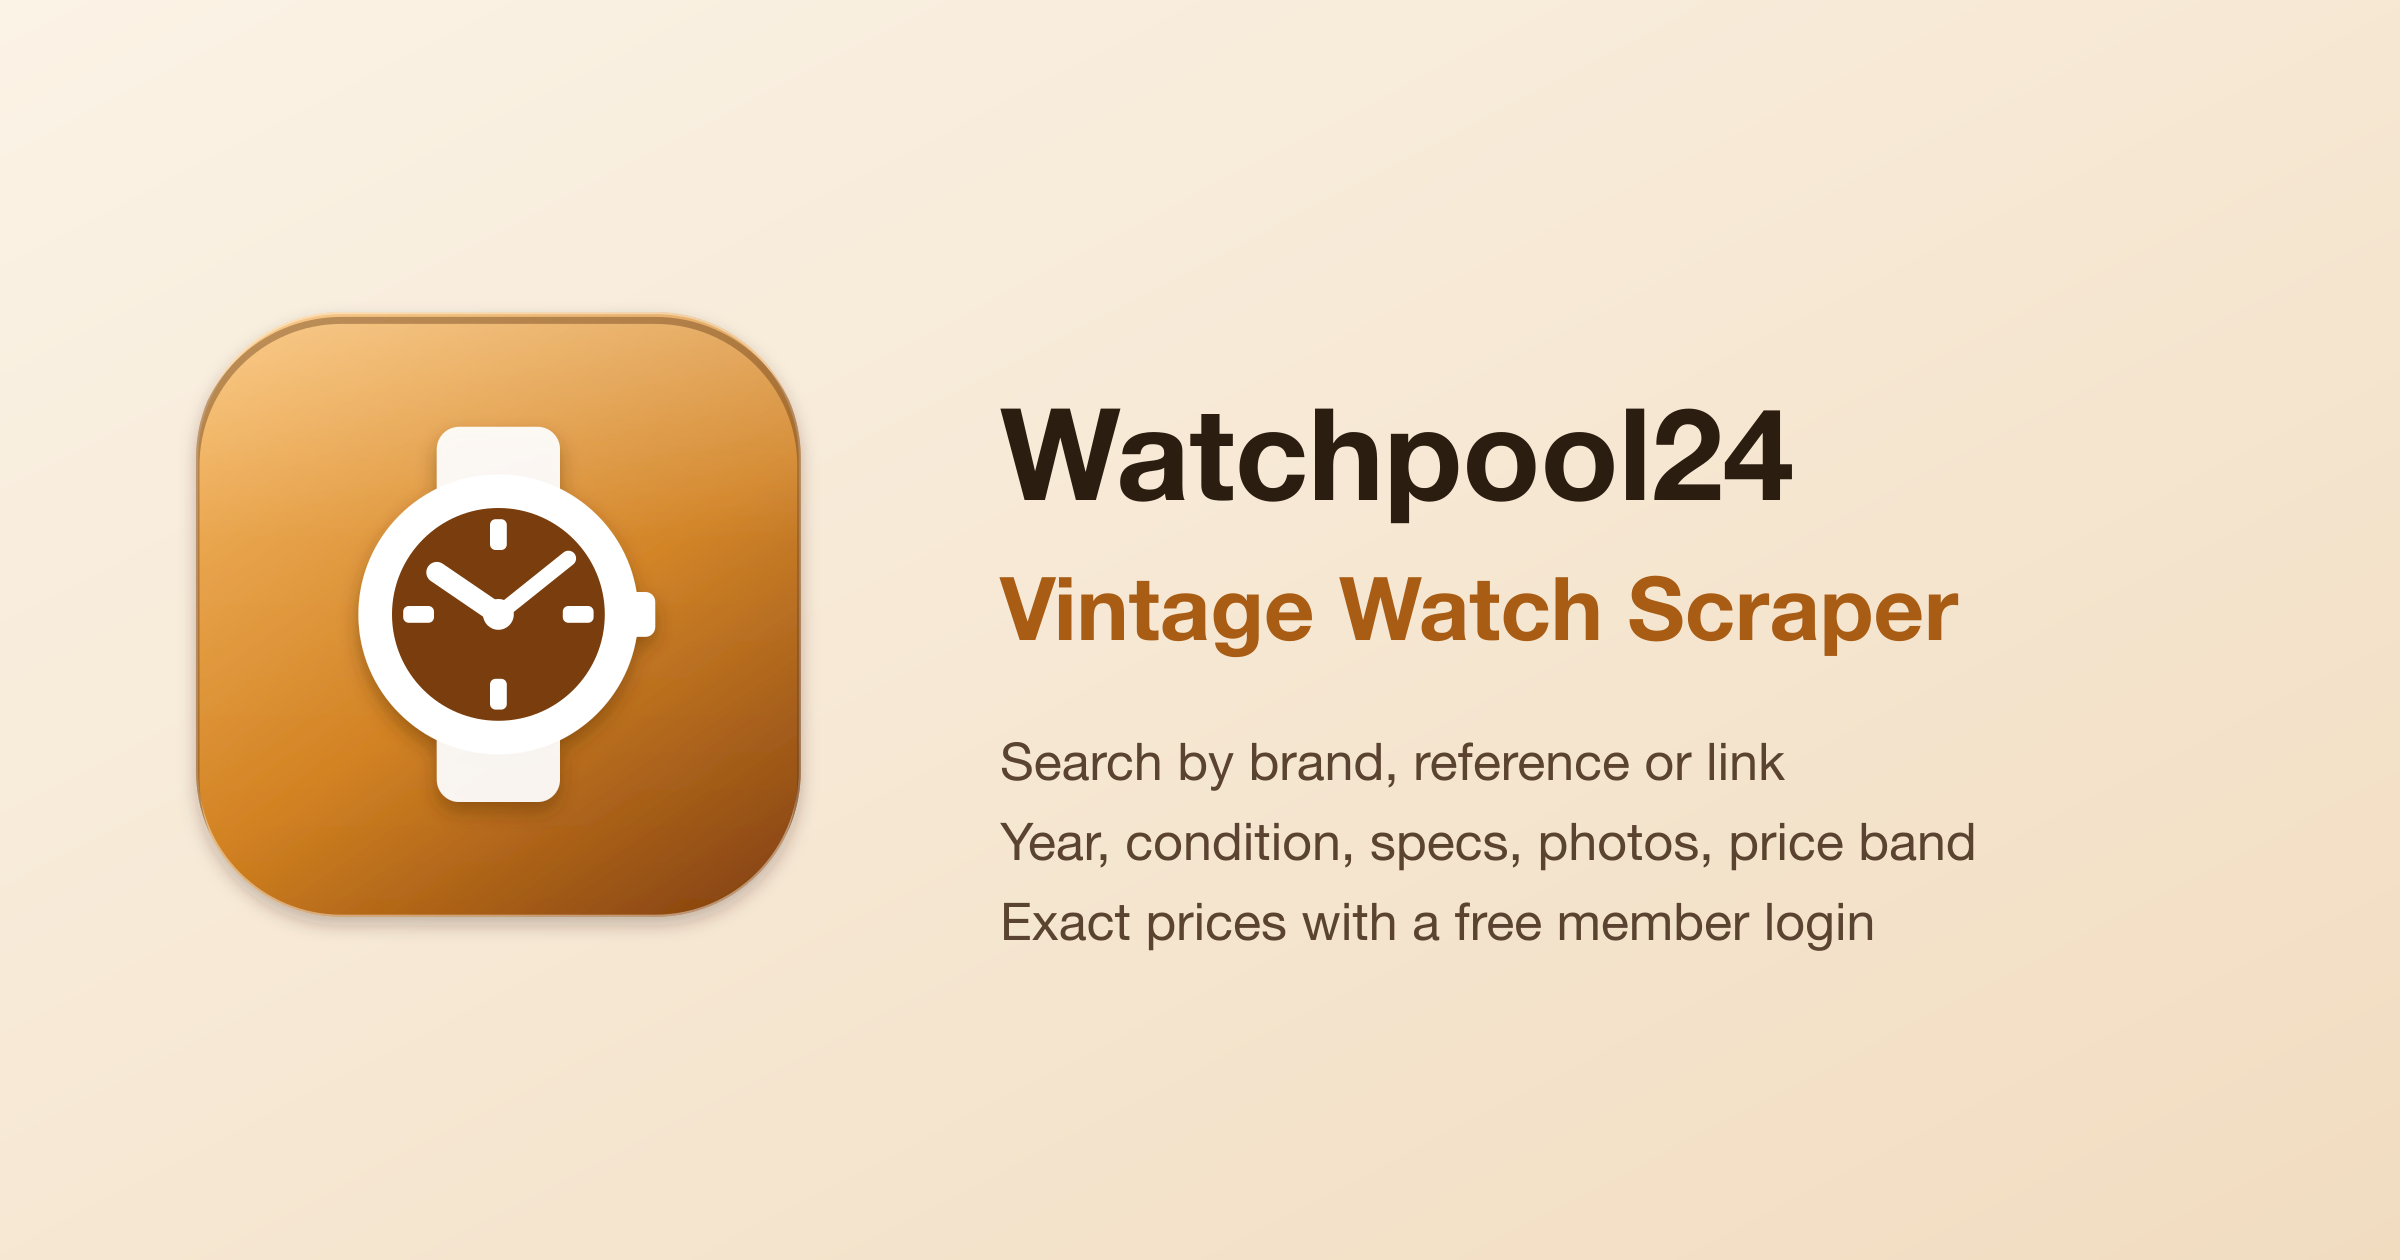 Watchpool24
Vintage Watch Scraper
Search by brand, reference or link
Year, condition, specs, photos, price band
Exact prices with a free member login